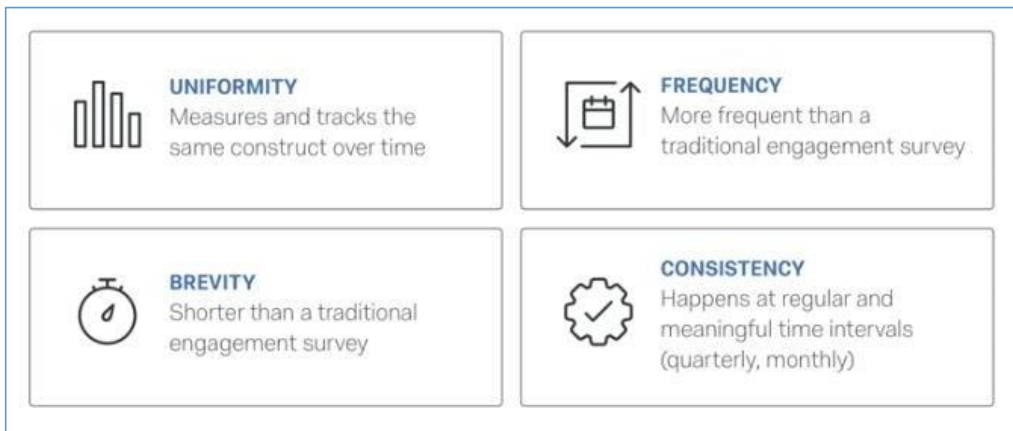 UNIFORMITY
Measures and tracks the
same construct over time
FREQUENCY
More frequent than a
traditional engagement survey.
BREVITY
Shorter than a traditional
engagement survey
CONSISTENCY
Happens at regular and
meaningful time intervals
(quarterly, monthly)